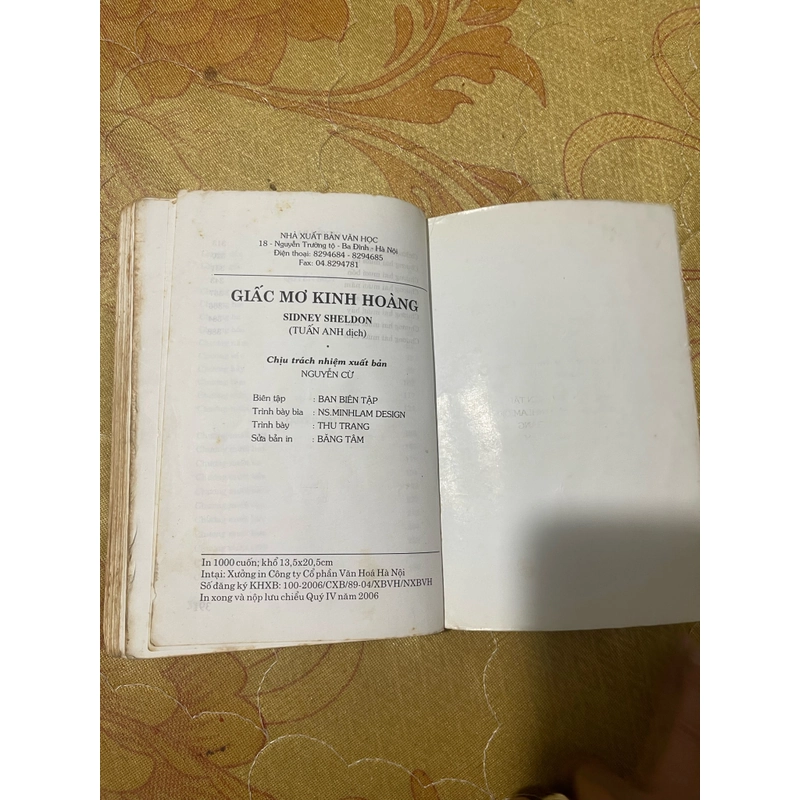 NHÀ XUẤT BẢN VĂN HỌC
18 - Nguyễn Trường tộ - Ba Đình - Hà Nội
Điện thoại: 8294684 - 8294685
Fax: 04.8294781
GIẤC MƠ KINH HOÀNG
SIDNEY SHELDON
(TUẤN ANH dịch)
Chịu trách nhiệm xuất bản
NGUYỄN CỪ
Biên tập : BAN BIÊN TẬP
Trình bày bìa : NS.MINHLAM DESIGN
Trình bày : THU TRANG
Sửa bản in : BĂNG TÂM
In 1000 cuốn; khổ 13,5x20,5cm
Intại: Xưởng in Công ty Cổ phần Văn Hoá Hà Nội
Số đăng ký KHXB: 100-2006/CXB/89-04/XBVH/NXBVH
In xong và nộp lưu chiểu Quý IV năm 2006